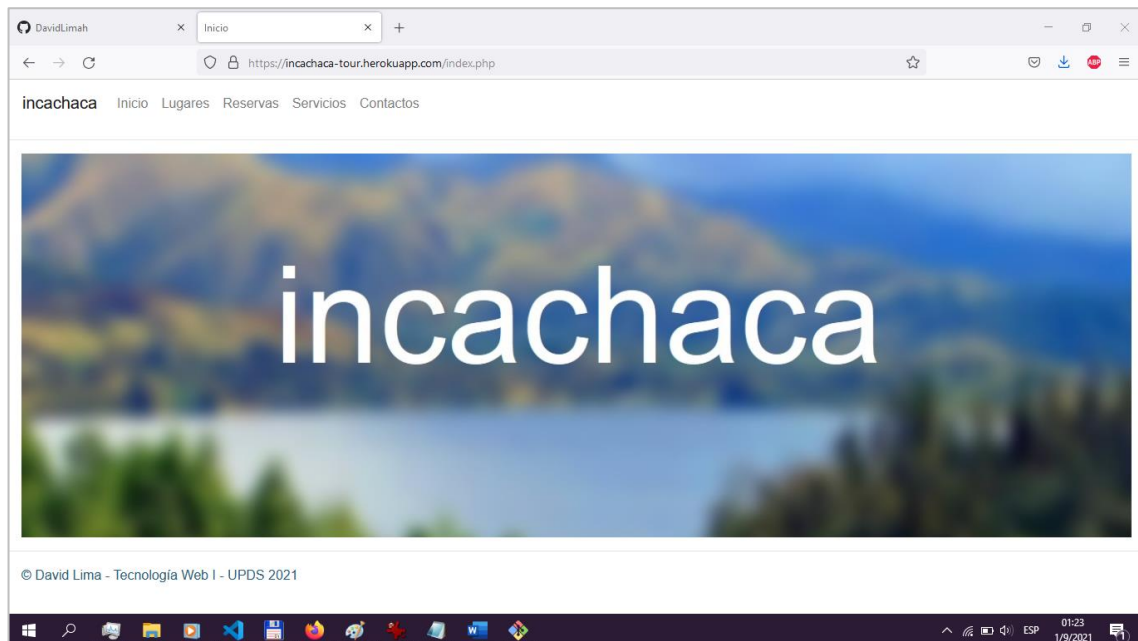 DavidLimah
Inicio
https://incachaca-tour.herokuapp.com/index.php
ABP
incachaca Inicio Lugares Reservas Servicios Contactos
incachaca
© David Lima - Tecnología Web I - UPDS 2021
ESP
01:23
1/9/2021